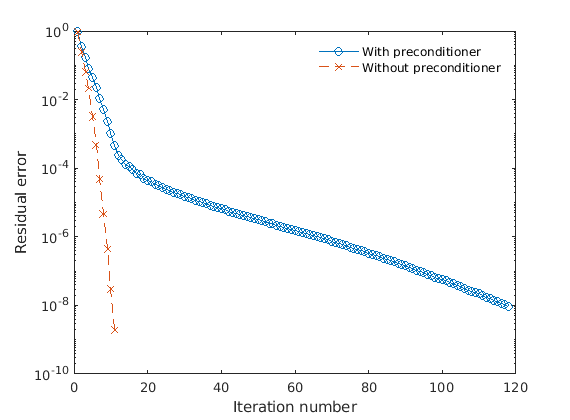 10^0
10^-2
10^-4
10^-6
10^-8
10^-10
Residual error
With preconditioner
Without preconditioner
0 20 40 60 80 100 120
Iteration number